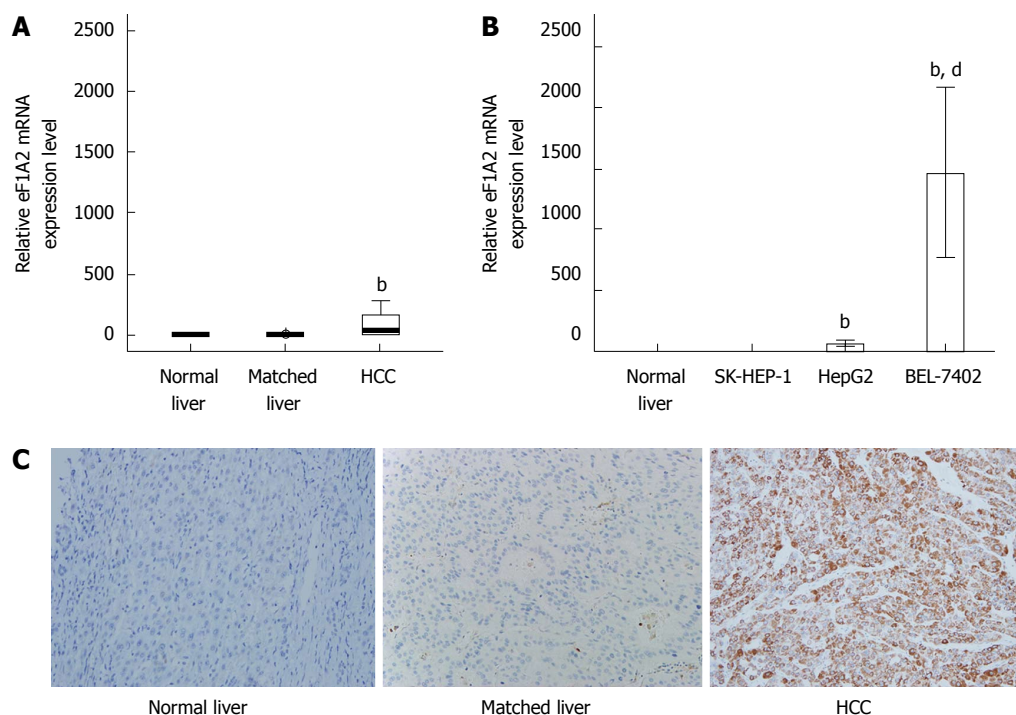 A
Relative eF1A2 mRNA
expression level
2500
2000
1500
1000
500
0
b
Normal
liver
Matched
liver
HCC
B
Relative eF1A2 mRNA
expression level
2500
2000
1500
1000
500
0
b
b, d
Normal
liver
SK-HEP-1
HepG2
BEL-7402
C
Normal liver
Matched liver
HCC